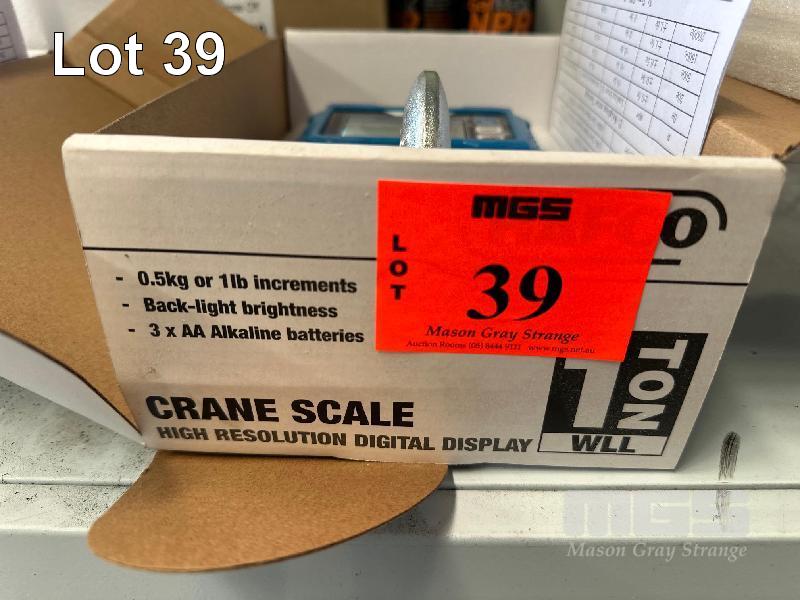 Lot 39
MGS
LOT
39
Mason Gray Strange
Auction Rooms (08) 8444 9121 www.mgs.net.au
- 0.5kg or 1lb increments
- Back-light brightness
- 3 x AA Alkaline batteries
CRANE SCALE
HIGH RESOLUTION DIGITAL DISPLAY
1 TON
WLL
MGS
Mason Gray Strange